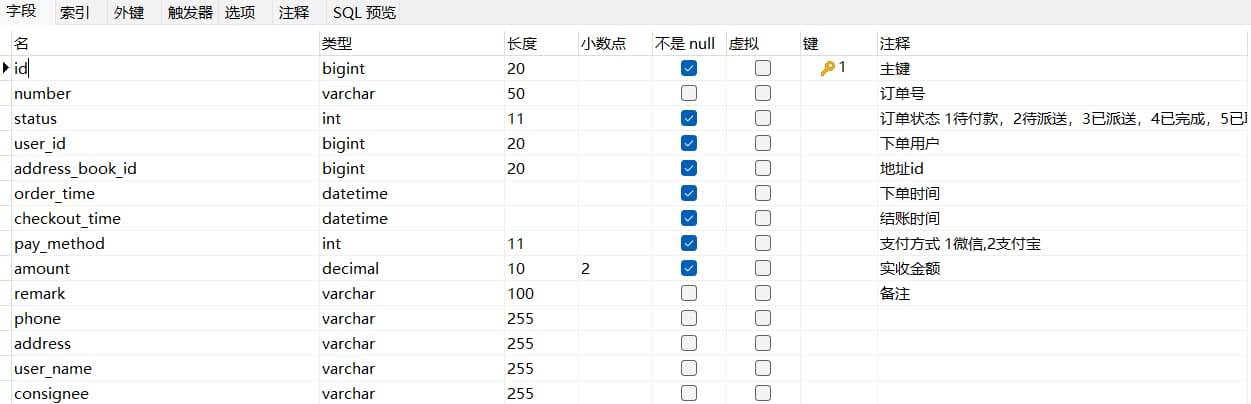 字段 索引 外键 触发器 选项 注释 SQL 预览
名 类型 长度 小数点 不是 null 虚拟 键 注释
id bigint 20 1 主键
number varchar 50 订单号
status int 11 订单状态 1待付款，2待派送，3已派送，4已完成，5已
user_id bigint 20 下单用户
address_book_id bigint 20 地址id
order_time datetime 下单时间
checkout_time datetime 结账时间
pay_method int 11 支付方式 1微信,2支付宝
amount decimal 10 2 实收金额
remark varchar 100 备注
phone varchar 255
address varchar 255
user_name varchar 255
consignee varchar 255